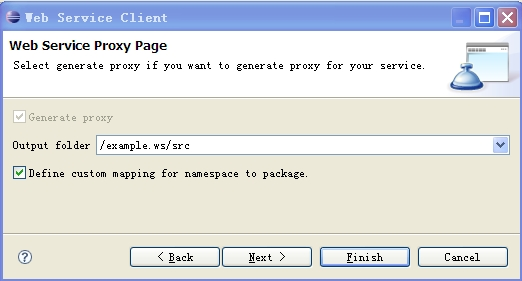 Web Service Client
Web Service Proxy Page
Select generate proxy if you want to generate proxy for your service.
Generate proxy
Output folder /example.ws/src
Define custom mapping for namespace to package.
? < Back Next > Finish Cancel